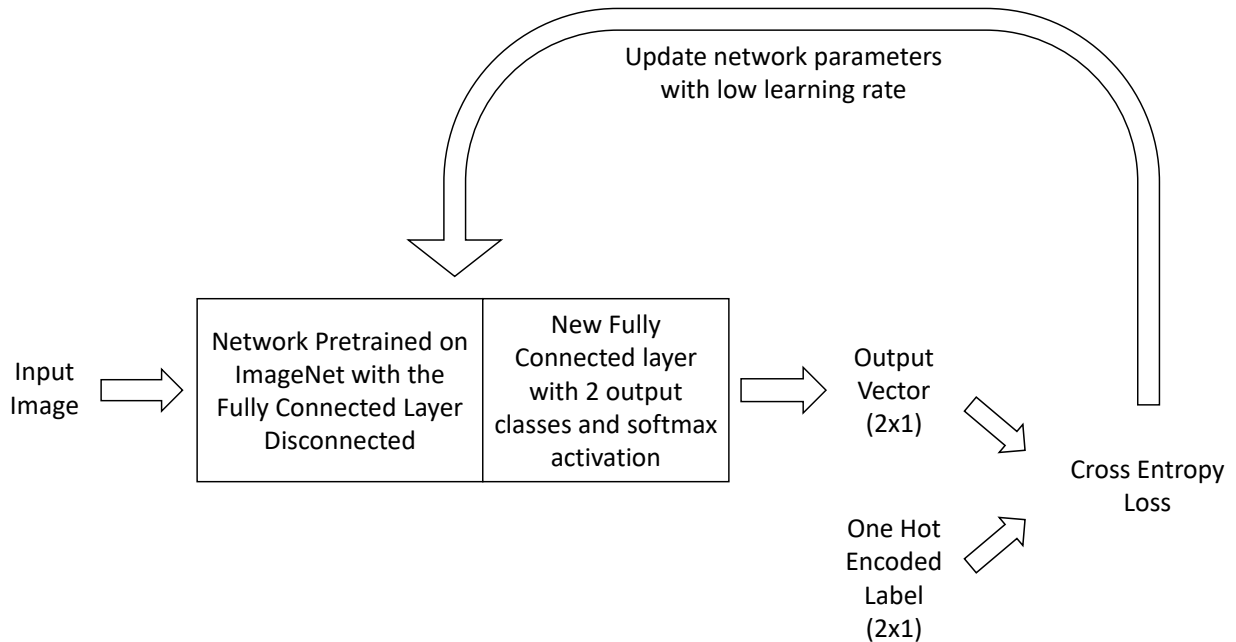 Update network parameters
with low learning rate
Input
Image
Network Pretrained on
ImageNet with the
Fully Connected Layer
Disconnected
New Fully
Connected layer
with 2 output
classes and softmax
activation
Output
Vector
(2x1)
One Hot
Encoded
Label
(2x1)
Cross Entropy
Loss